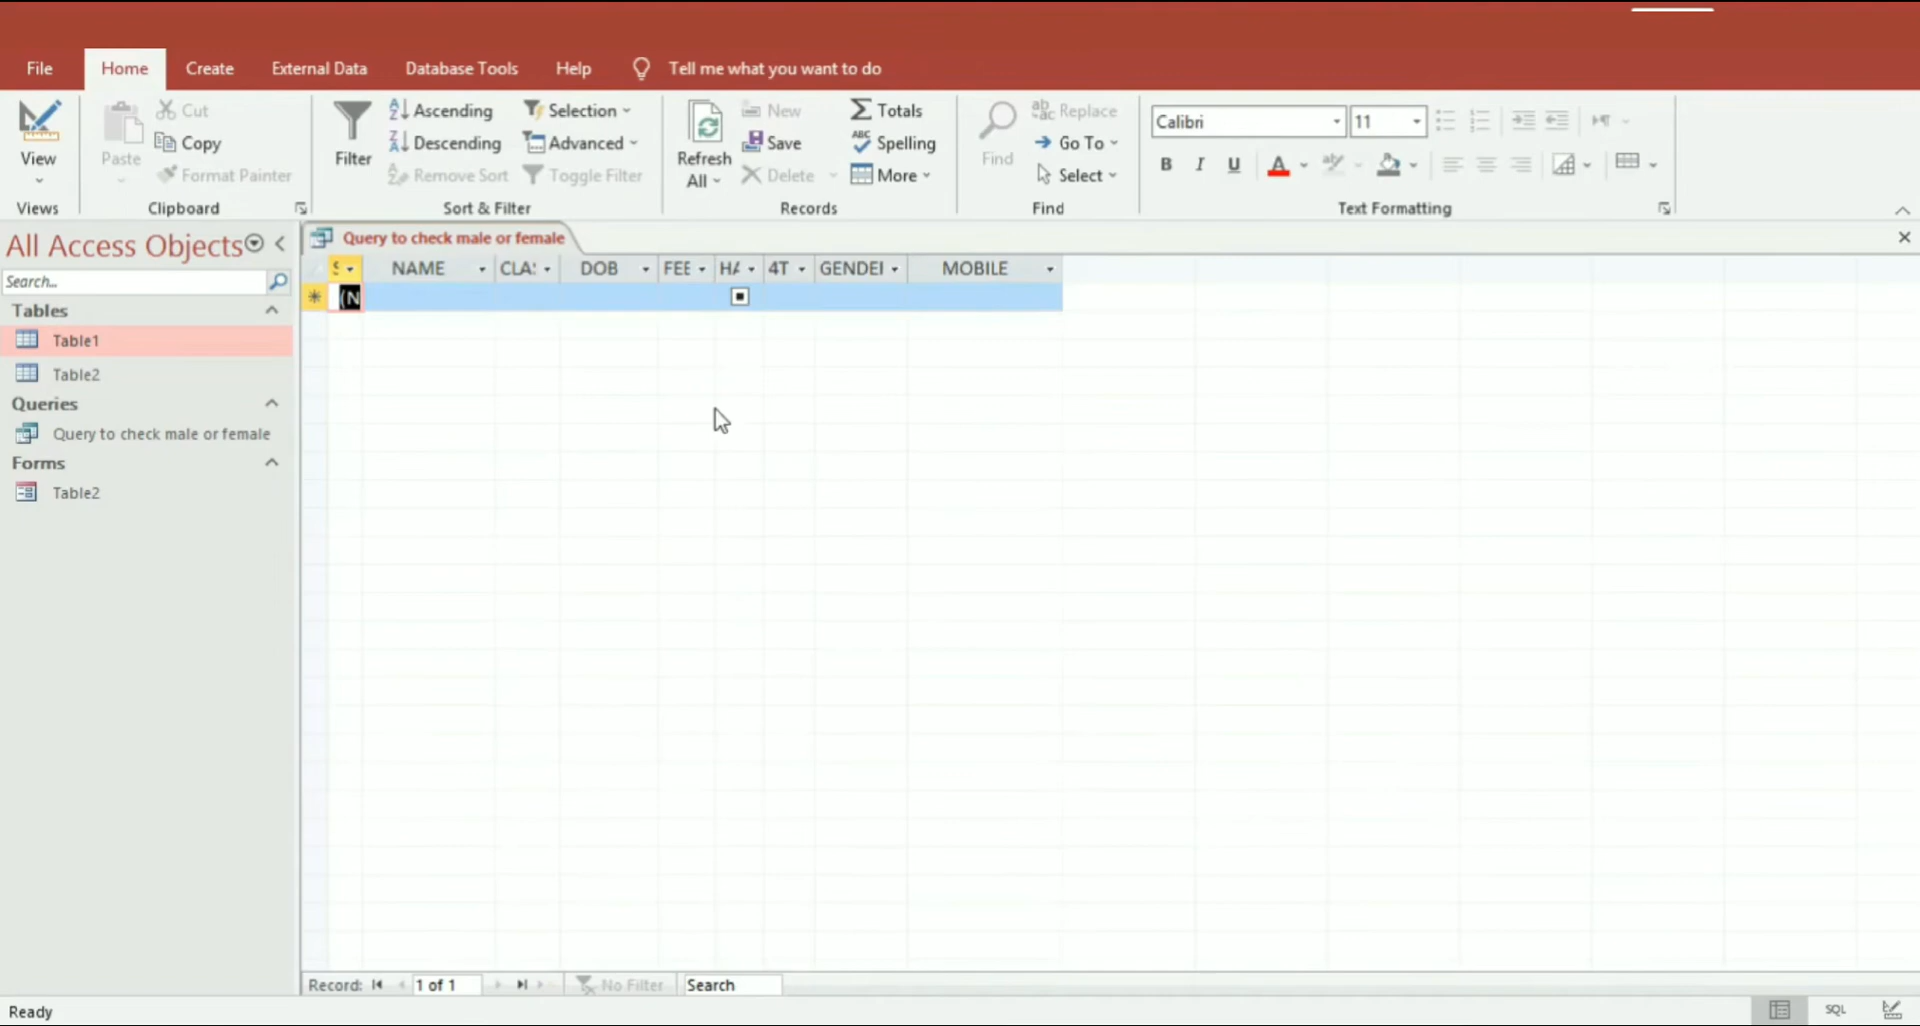 File Home Create External Data Database Tools Help Tell me what you want to do
View
Views
Paste
Cut
Copy
Format Painter
Clipboard
Filter
Ascending
Descending
Remove Sort
Selection
Advanced
Toggle Filter
Sort & Filter
Refresh
All
New
Save
Delete
Totals
Spelling
More
Records
Find
Replace
Go To
Select
Find
Calibri 11
B I U A
Text Formatting
All Access Objects
Search...
Tables
Table1
Table2
Queries
Query to check male or female
Forms
Table2
Query to check male or female
NAME CLA DOB FEE HA 4T GENDEI MOBILE
(N
Record: 1 of 1 No Filter Search
Ready SQL